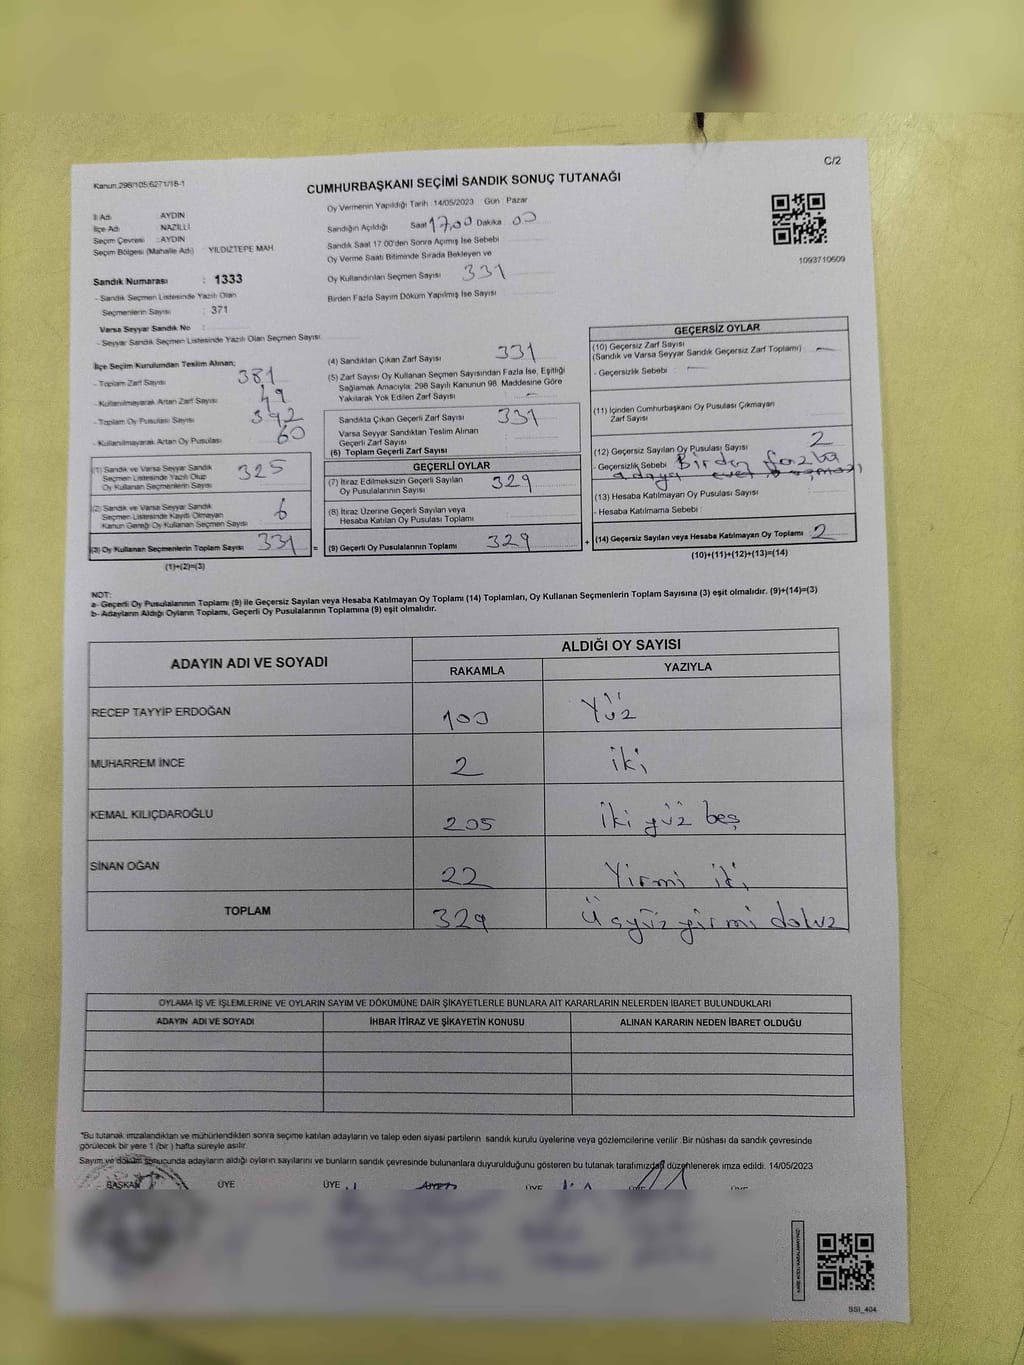 C/2
Kanun.298/105.6271/18-1
CUMHURBAŞKANI SEÇİMİ SANDIK SONUÇ TUTANAĞI
İl Adı : AYDIN
İlçe Adı : NAZİLLİ
Seçim Çevresi : AYDIN
Seçim Bölgesi (Mahalle Adı) YILDIZTEPE MAH.
Sandık Numarası : 1333
- Sandık Seçmen Listesinde Yazılı Olan
Seçmenlerin Sayısı : 371
Varsa Seyyar Sandık No :
- Seyyar Sandık Seçmen Listesinde Yazılı Olan Seçmen Sayısı :
Oy Vermenin Yapıldığı Tarih : 14/05/2023 Gün : Pazar
Sandığın Açıldığı Saat 17,00 Dakika 00
Sandık Saat 17.00'den Sonra Açımış İse Sebebi
Oy Verme Saati Bitiminde Sırada Bekleyen ve
Oy Kullandırılan Seçmen Sayısı 331
Birden Fazla Sayım Döküm Yapılmış İse Sayısı
1093710609
İlçe Seçim Kurulundan Teslim Alınan;
- Toplam Zarf Sayısı 381
- Kullanılmayarak Artan Zarf Sayısı 49
- Toplam Oy Pusulası Sayısı 392
- Kullanılmayarak Artan Oy Pusulası 60
(1) Sandık ve Varsa Seyyar Sandık
Seçmen Listesinde Yazılı Olup
Oy Kullanan Seçmenlerin Sayısı 325
(2) Sandık ve Varsa Seyyar Sandık
Seçmen Listesinde Kayıtlı Olmayan
Kanun Gereği Oy Kullanan Seçmen Sayısı 6
(3) Oy Kullanan Seçmenlerin Toplam Sayısı 331 =
(1)+(2)=(3)
(4) Sandıktan Çıkan Zarf Sayısı 331
(5) Zarf Sayısı Oy Kullanan Seçmen Sayısından Fazla İse, Eşitliği
Sağlamak Amacıyla; 298 Sayılı Kanunun 98. Maddesine Göre
Yakılarak Yok Edilen Zarf Sayısı -
Sandıkta Çıkan Geçerli Zarf Sayısı 331
Varsa Seyyar Sandıktan Teslim Alınan
Geçerli Zarf Sayısı
(6) Toplam Geçerli Zarf Sayısı
GEÇERLİ OYLAR
(7) İtiraz Edilmeksizin Geçerli Sayılan
Oy Pusulalarının Sayısı 329
(8) İtiraz Üzerine Geçerli Sayılan veya
Hesaba Katılan Oy Pusulası Toplamı
(9) Geçerli Oy Pusulalarının Toplamı 329 +
GEÇERSİZ OYLAR
(10) Geçersiz Zarf Sayısı
(Sandık ve Varsa Seyyar Sandık Geçersiz Zarf Toplamı) -
- Geçersizlik Sebebi : -
(11) İçinden Cumhurbaşkanı Oy Pusulası Çıkmayan
Zarf Sayısı
(12) Geçersiz Sayılan Oy Pusulası Sayısı 2
- Geçersizlik Sebebi Birden fazla
adaya evet
(13) Hesaba Katılmayan Oy Pusulası Sayısı
- Hesaba Katılmama Sebebi :
(14) Geçersiz Sayılan veya Hesaba Katılmayan Oy Toplamı : 2
(10)+(11)+(12)+(13)=(14)
NOT:
a- Geçerli Oy Pusulalarının Toplamı (9) ile Geçersiz Sayılan veya Hesaba Katılmayan Oy Toplamı (14) Toplamları, Oy Kullanan Seçmenlerin Toplam Sayısına (3) eşit olmalıdır. (9)+(14)=(3)
b- Adayların Aldığı Oyların Toplamı, Geçerli Oy Pusulalarının Toplamına (9) eşit olmalıdır.
ADAYIN ADI VE SOYADI ALDIĞI OY SAYISI
RAKAMLA YAZIYLA
RECEP TAYYİP ERDOĞAN 100 Yüz
MUHARREM İNCE 2 iki
KEMAL KILIÇDAROĞLU 205 İki yüz beş
SİNAN OĞAN 22 Yirmi iki
TOPLAM 329 Üçyüz yirmi dokuz
OYLAMA İŞ VE İŞLEMLERİNE VE OYLARIN SAYIM VE DÖKÜMÜNE DAİR ŞİKAYETLERLE BUNLARA AİT KARARLARIN NELERDEN İBARET BULUNDUKLARI
ADAYIN ADI VE SOYADI İHBAR İTİRAZ VE ŞİKAYETİN KONUSU ALINAN KARARIN NEDEN İBARET OLDUĞU
"Bu tutanak imzalandıktan ve mühürlendikten sonra seçime katılan adayların ve talep eden siyasi partilerin sandık kurulu üyelerine veya gözlemcilerine verilir. Bir nüshası da sandık çevresinde
görülecek bir yere 1 (bir) hafta süreyle asılır.
Sayım ve döküm sonucunda adayların aldığı oyların sayılarını ve bunların sandık çevresinde bulunanlara duyurulduğunu gösteren bu tutanak tarafımızdan düzenlenerek imza edildi. 14/05/2023
BAŞKAN ÜYE ÜYE ÜYE ÜYE ÜYE
SSİ_404